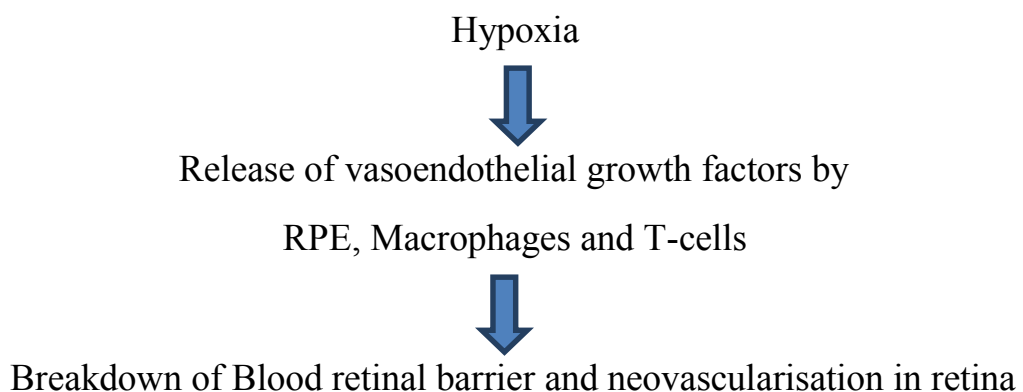 Hypoxia
Release of vasoendothelial growth factors by
RPE, Macrophages and T-cells
Breakdown of Blood retinal barrier and neovascularisation in retina